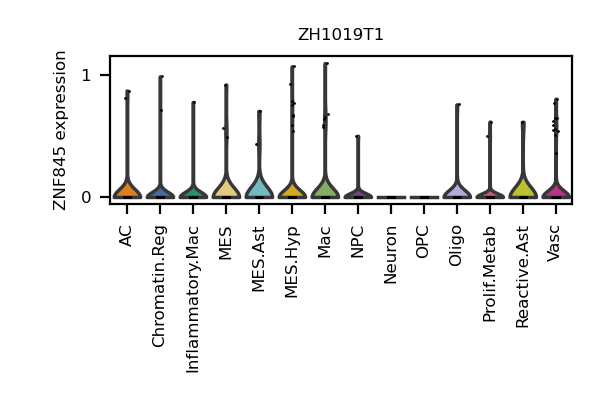 ZH1019T1
ZNF845 expression
1
0
AC
Chromatin.Reg
Inflammatory.Mac
MES
MES.Ast
MES.Hyp
Mac
NPC
Neuron
OPC
Oligo
Prolif.Metab
Reactive.Ast
Vasc